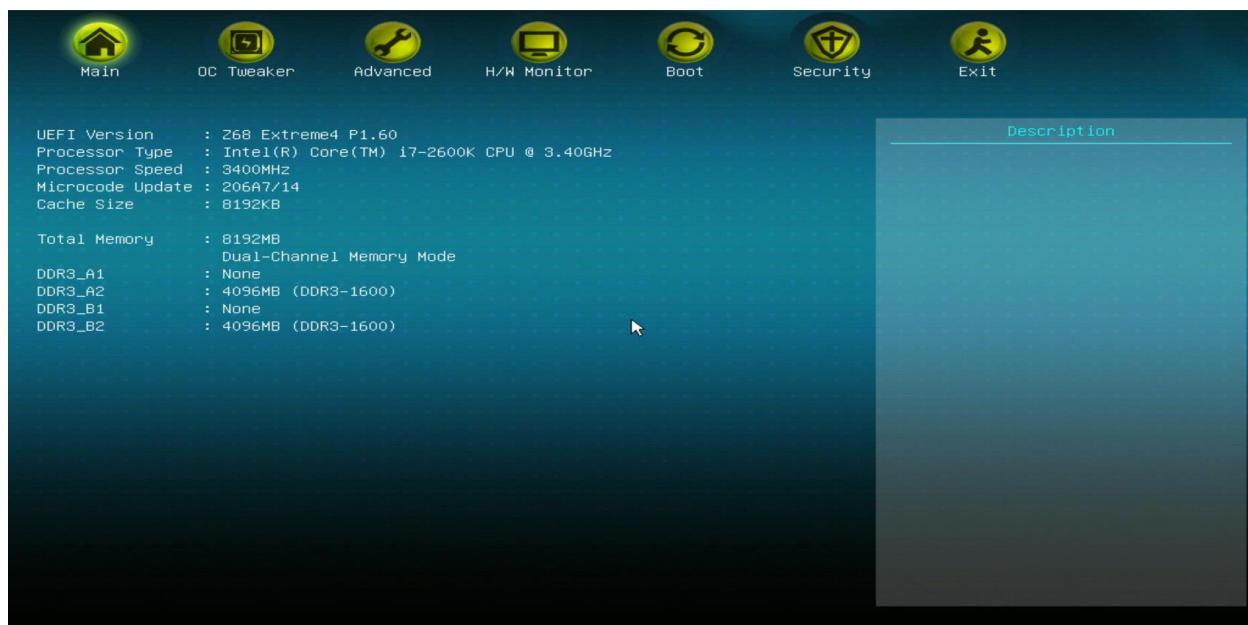 Main OC Tweaker Advanced H/W Monitor Boot Security Exit
UEFI Version : Z68 Extreme4 P1.60
Processor Type : Intel(R) Core(TM) i7-2600K CPU @ 3.40GHz
Processor Speed : 3400MHz
Microcode Update : 206A7/14
Cache Size : 8192KB
Total Memory : 8192MB
Dual-Channel Memory Mode
DDR3_A1 : None
DDR3_A2 : 4096MB (DDR3-1600)
DDR3_B1 : None
DDR3_B2 : 4096MB (DDR3-1600)
Description